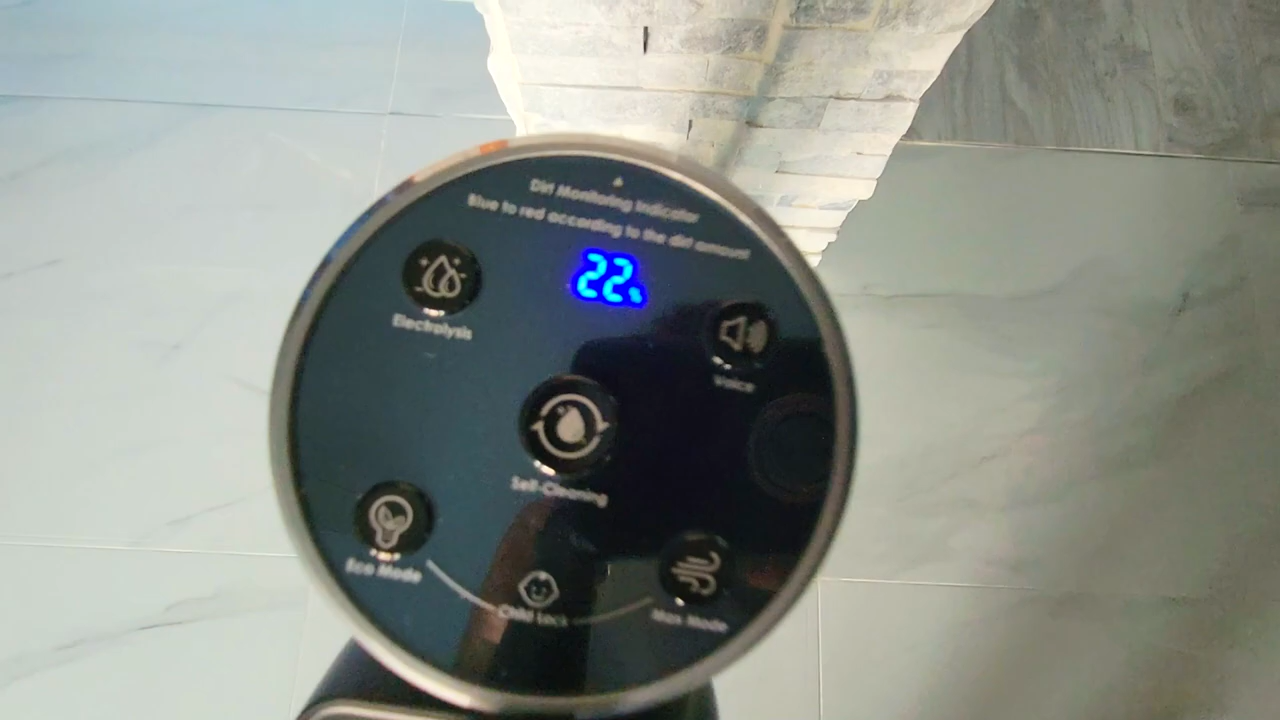 Dirt Monitoring Indicator
Blue to red according to the dirt amount
22%
Electrolysis
Voice
Self-Cleaning
Eco Mode
Child Lock
Max Mode